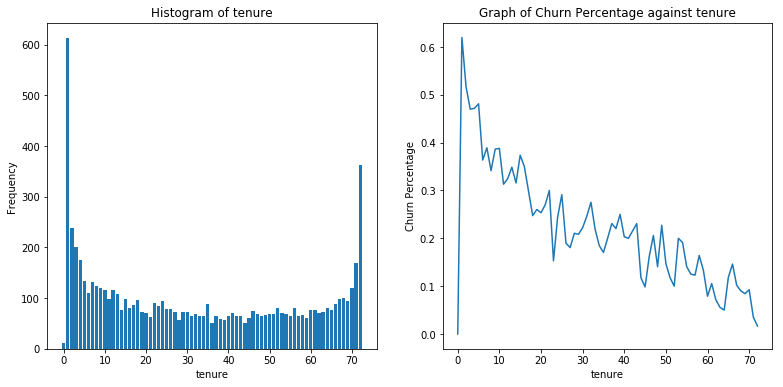 Histogram of tenure
600
500
400
300
200
100
0
Frequency
0 10 20 30 40 50 60 70
tenure
Graph of Churn Percentage against tenure
0.6
0.5
0.4
0.3
0.2
0.1
0.0
Churn Percentage
0 10 20 30 40 50 60 70
tenure